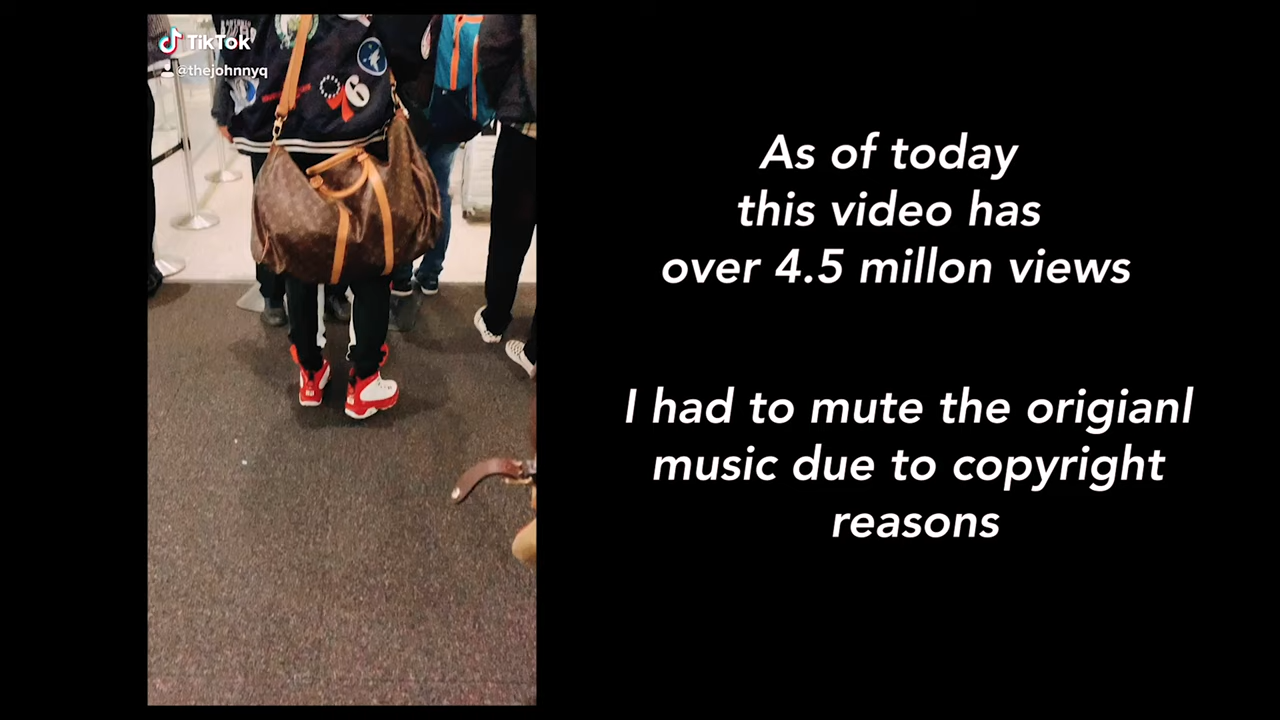 TikTok
@thejohnnyq
As of today
this video has
over 4.5 millon views
I had to mute the origianl
music due to copyright
reasons